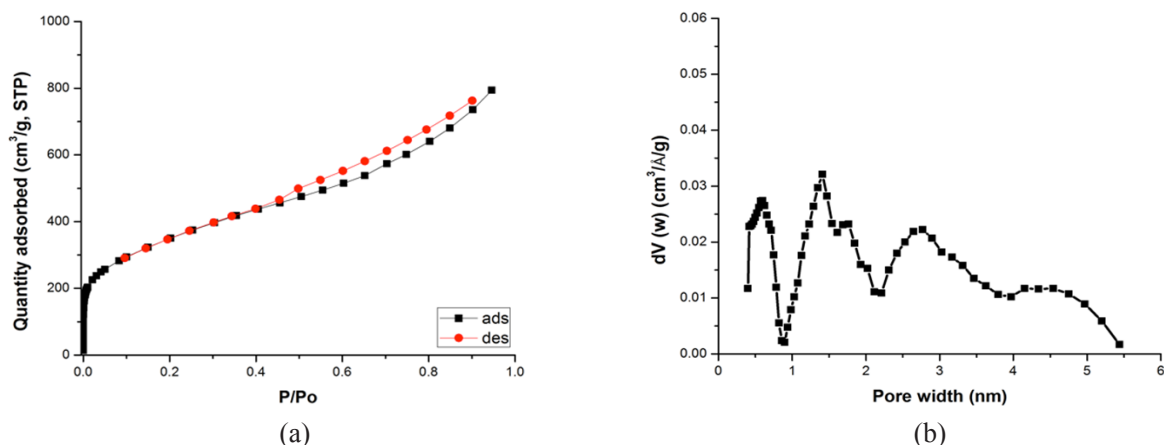 1000
800
600
400
200
0
Quantity adsorbed (cm³/g, STP)
ads
des
0.0 0.2 0.4 0.6 0.8 1.0
P/Po
(a)
0.06
0.05
0.04
0.03
0.02
0.01
0.00
dV (w) (cm³/Å/g)
0 1 2 3 4 5 6
Pore width (nm)
(b)